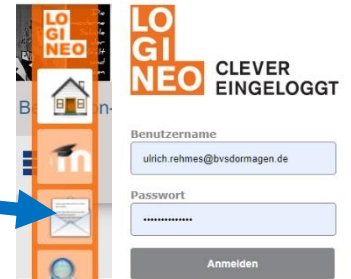 LO
GI
NEO
LO
GI
NEO CLEVER
EINGELOGGT
Benutzername
ulrich.rehmes@bvsdormagen.de
Passwort
••••••••••••••
Anmelden